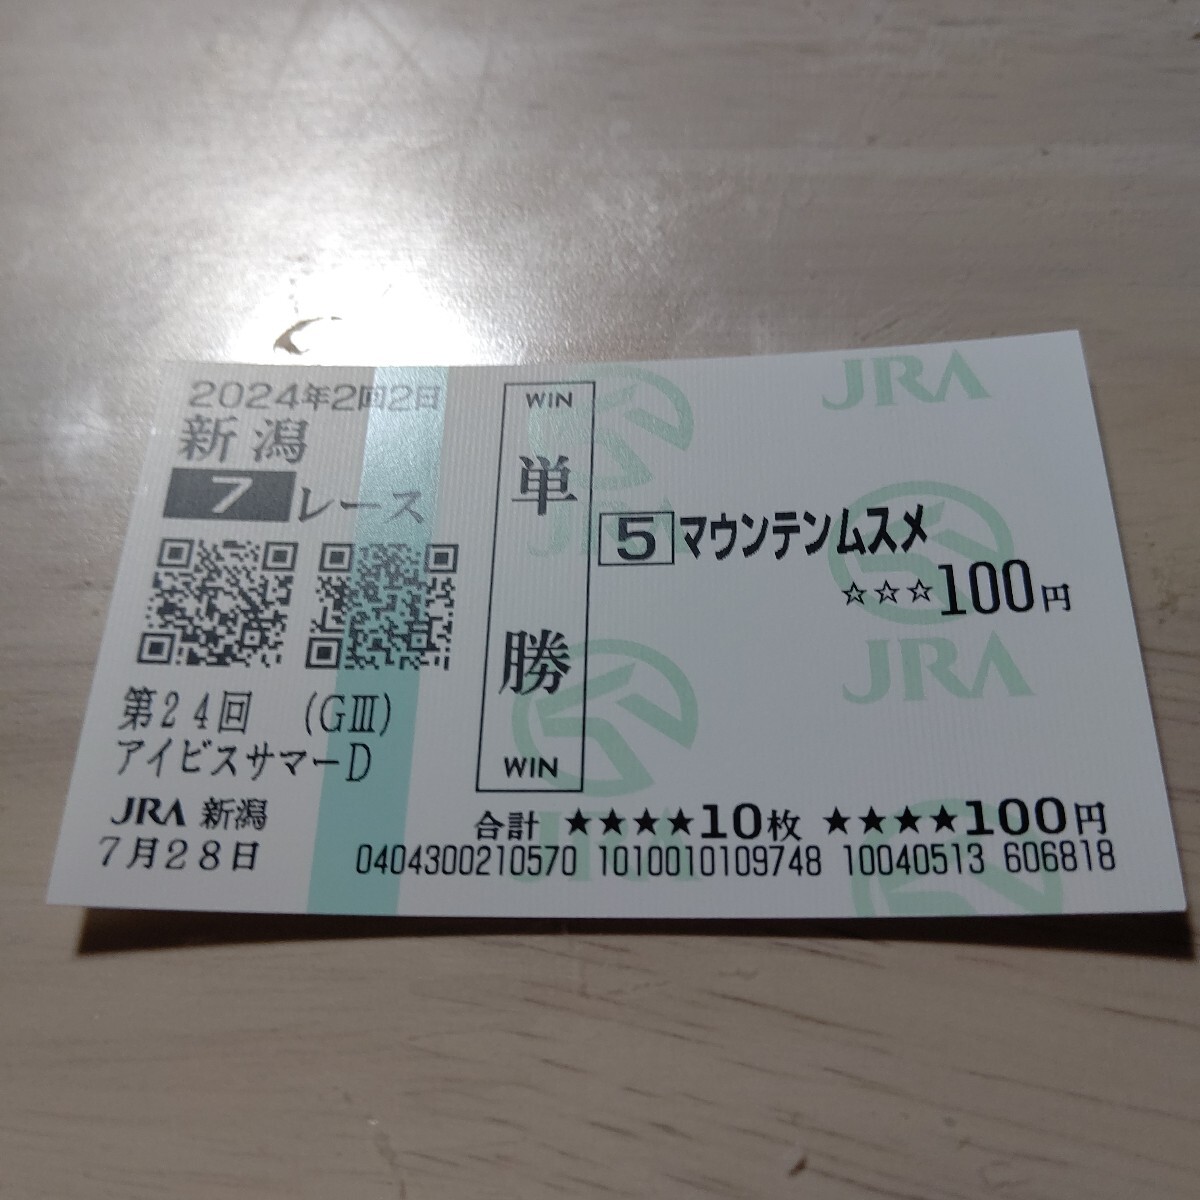 2024年2回2日
新潟
7レース
第24回 (GⅢ)
アイビスサマーD
JRA 新潟
7月28日
WIN
単勝
WIN
5 マウンテンムスメ
☆☆☆100円
合計 ★★★★10枚 ★★★★100円
0404300210570 1010010109748 10040513 606818
JRA
JRA
JRA
JRA